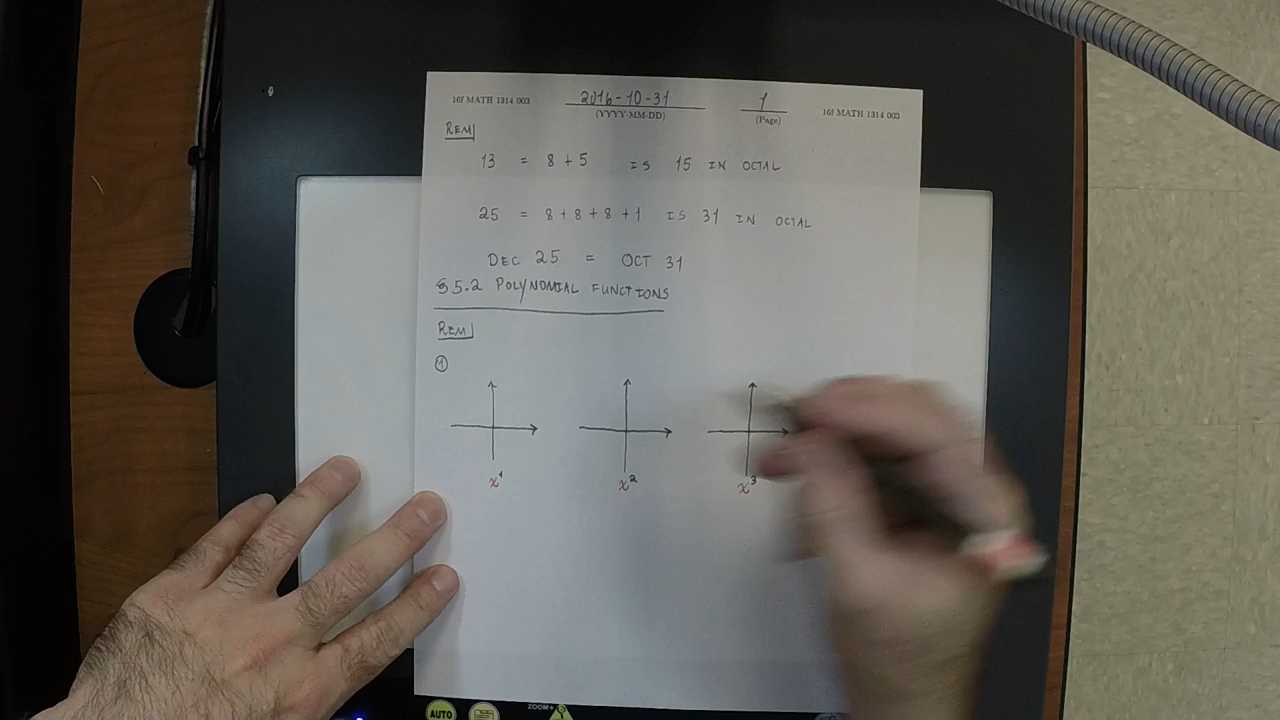 16f MATH 1314 003 2016-10-31 1 16f MATH 1314 003
(YYYY-MM-DD) (Page)
REM
13 = 8 + 5 IS 15 IN OCTAL
25 = 8 + 8 + 8 + 1 IS 31 IN OCTAL
DEC 25 = OCT 31
§5.2 POLYNOMIAL FUNCTIONS
REM
①
x¹ x² x³
AUTO ZOOM+